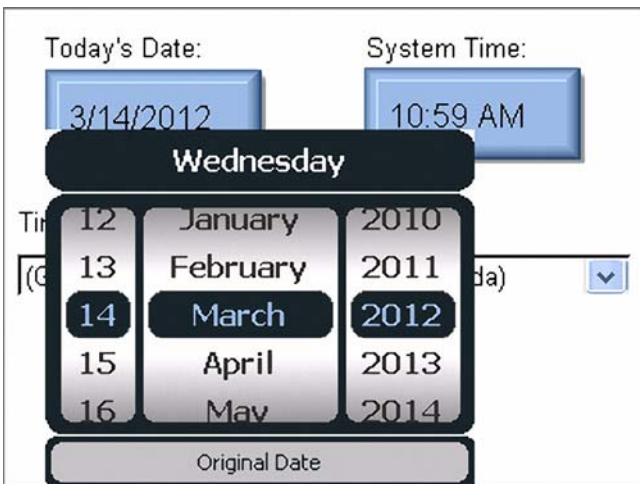 Today's Date: System Time:
3/14/2012 10:59 AM
Wednesday
12 January 2010
13 February 2011
14 March 2012
15 April 2013
16 May 2014
Original Date